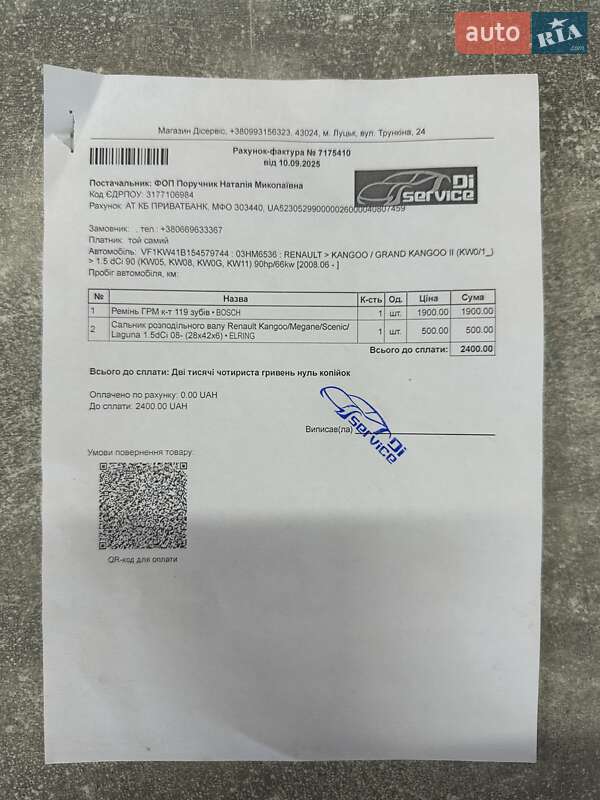 auto RIA .com
Магазин Дісервіс, +380993156323, 43024, м. Луцьк, вул. Трункіна, 24
Рахунок-фактура № 7175410
від 10.09.2025
Постачальник: ФОП Поручник Наталія Миколаївна
Код ЄДРПОУ: 3177106984
Di service
Рахунок: АТ КБ ПРИВАТБАНК, МФО 303440, UA523052990000026000040807459
Замовник: , тел.: +380669633367
Платник: той самий
Автомобіль: VF1KW41B154579744 : 03HM6536 : RENAULT > KANGOO / GRAND KANGOO II (KW0/1_)
> 1.5 dCi 90 (KW05, KW08, KW0G, KW11) 90hp/66kw [2008.06 - ]
Пробіг автомобіля, км:
№ Назва К-сть Од. Ціна Сума
1 Ремінь ГРМ к-т 119 зубів • BOSCH 1 шт. 1900.00 1900.00
2 Сальник розподільного валу Renault Kangoo/Megane/Scenic/
Laguna 1.5dCi 08- (28x42x6) • ELRING 1 шт. 500.00 500.00
Всього до сплати: 2400.00
Всього до сплати: Дві тисячі чотириста гривень нуль копійок
Оплачено по рахунку: 0.00 UAH
До сплати: 2400.00 UAH
Виписав(ла)
Di service
Умови повернення товару:
QR-код для оплати